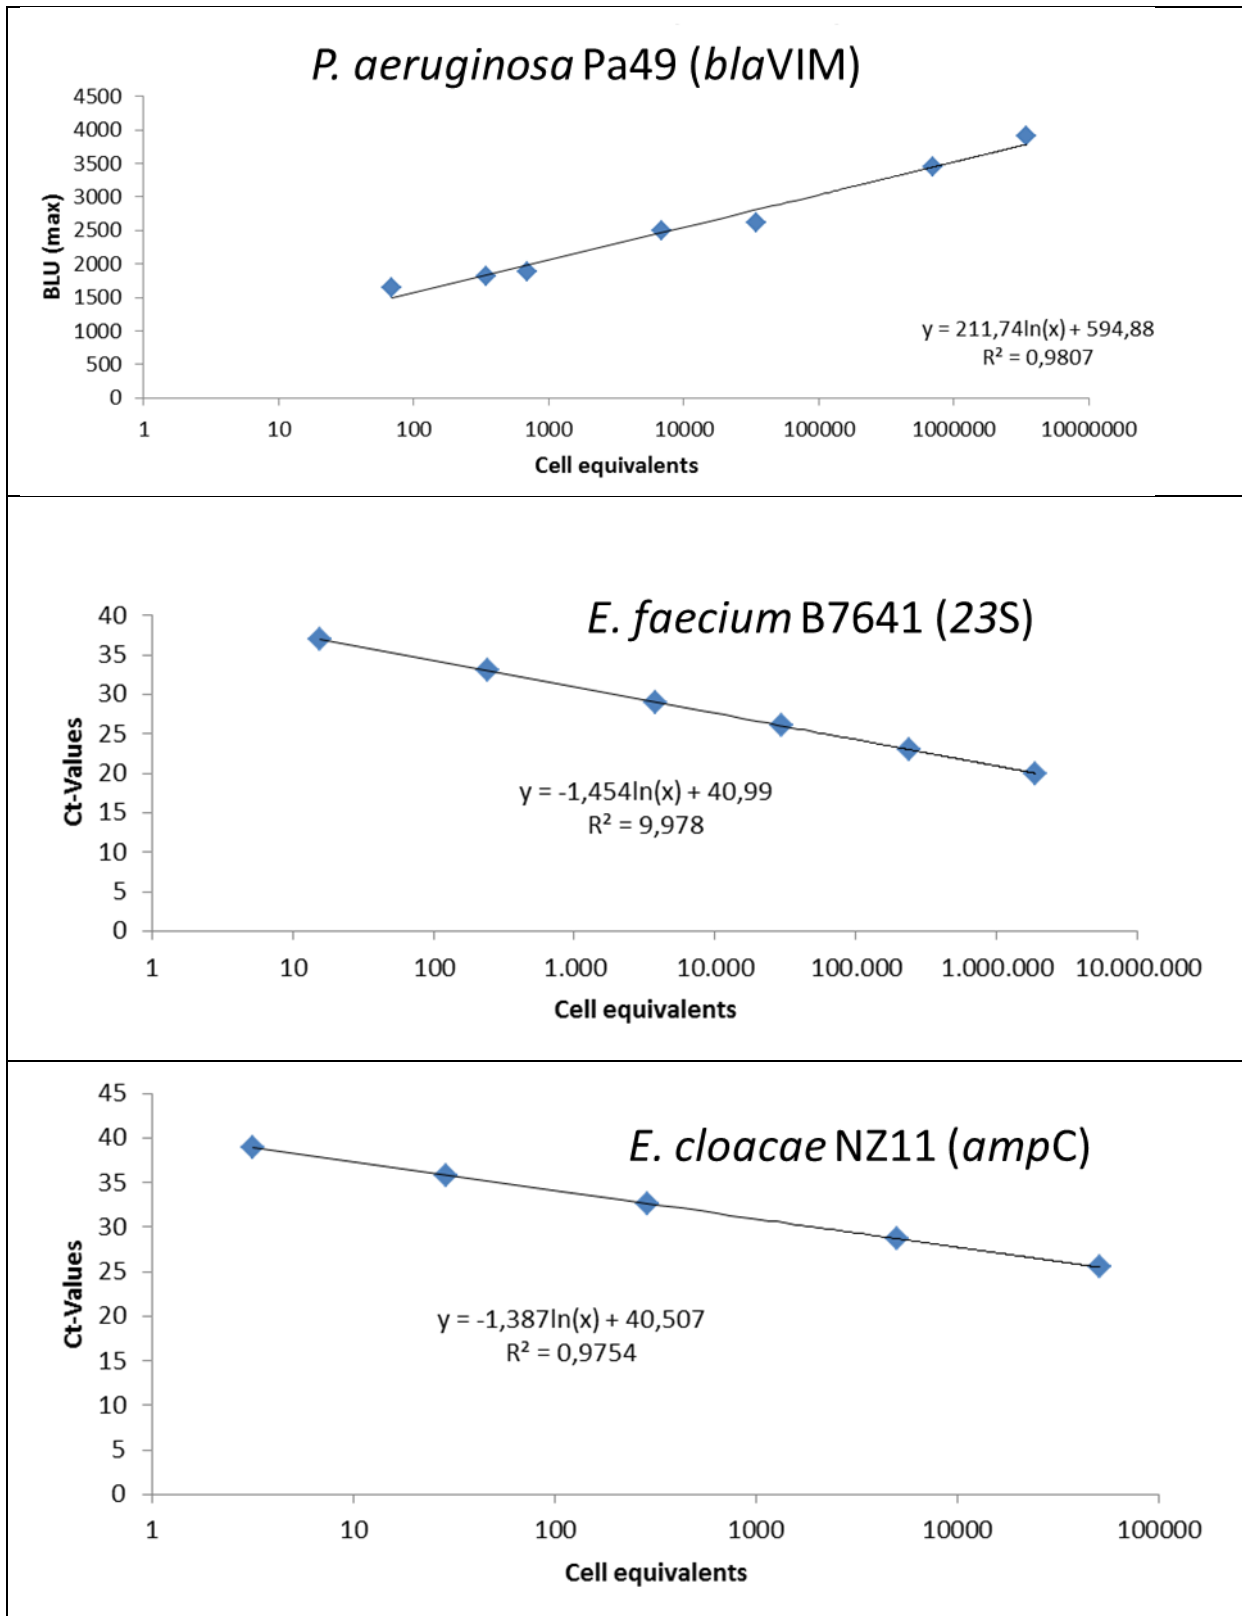 P. aeruginosa Pa49 (blaVIM)
4500
4000
3500
3000
2500
2000
1500
1000
500
0
BLU (max)
y = 211,74ln(x) + 594,88
R² = 0,9807
1 10 100 1000 10000 100000 1000000 10000000
Cell equivalents
E. faecium B7641 (23S)
40
35
30
25
20
15
10
5
0
Ct-Values
y = -1,454ln(x) + 40,99
R² = 9,978
1 10 100 1.000 10.000 100.000 1.000.000 10.000.000
Cell equivalents
E. cloacae NZ11 (ampC)
45
40
35
30
25
20
15
10
5
0
Ct-Values
y = -1,387ln(x) + 40,507
R² = 0,9754
1 10 100 1000 10000 100000
Cell equivalents